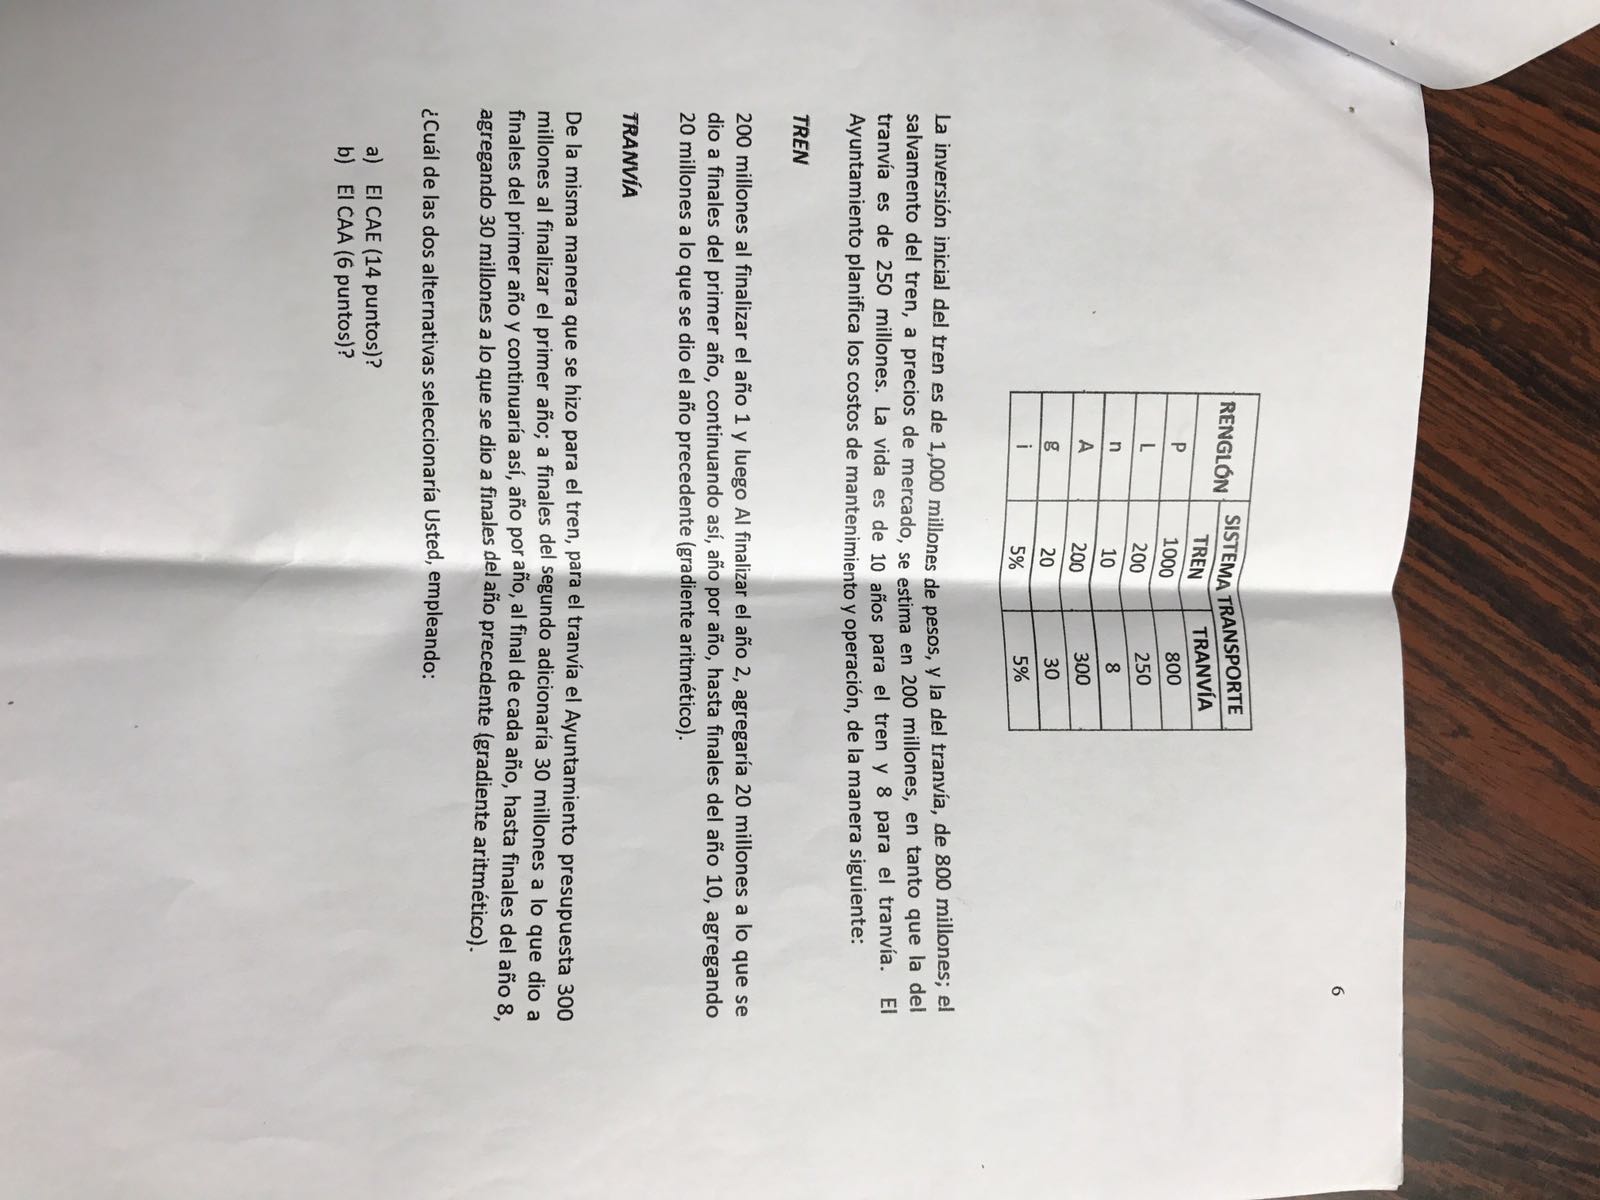 6
RENGLÓN SISTEMA TRANSPORTE
TREN TRANVÍA
P 1000 800
L 200 250
n 10 8
A 200 300
g 20 30
i 5% 5%
La inversión inicial del tren es de 1,000 millones de pesos, y la del tranvía, de 800 millones; el
salvamento del tren, a precios de mercado, se estima en 200 millones, en tanto que la del
tranvía es de 250 millones. La vida es de 10 años para el tren y 8 para el tranvía. El
Ayuntamiento planifica los costos de mantenimiento y operación, de la manera siguiente:
TREN
200 millones al finalizar el año 1 y luego Al finalizar el año 2, agregaría 20 millones a lo que se
dio a finales del primer año, continuando así, año por año, hasta finales del año 10, agregando
20 millones a lo que se dio el año precedente (gradiente aritmético).
TRANVÍA
De la misma manera que se hizo para el tren, para el tranvía el Ayuntamiento presupuesta 300
millones al finalizar el primer año; a finales del segundo adicionaría 30 millones a lo que dio a
finales del primer año y continuaría así, año por año, al final de cada año, hasta finales del año 8,
agregando 30 millones a lo que se dio a finales del año precedente (gradiente aritmético).
¿Cuál de las dos alternativas seleccionaría Usted, empleando:
a) El CAE (14 puntos)?
b) El CAA (6 puntos)?